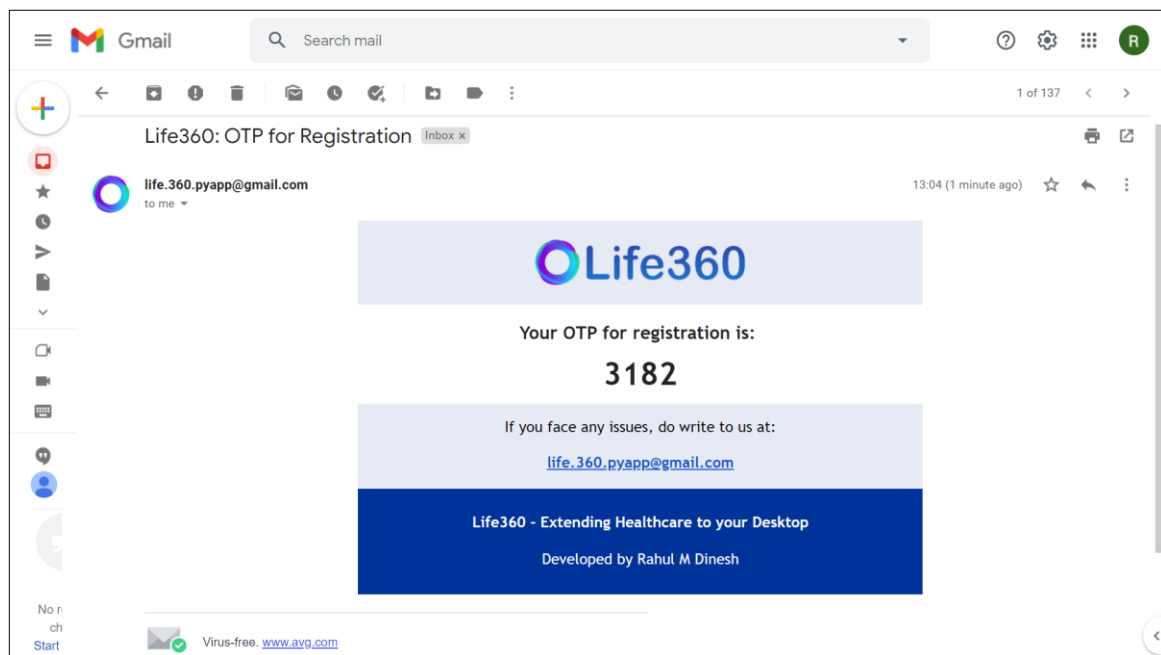 Gmail
Search mail
R
1 of 137
Life360: OTP for Registration Inbox x
life.360.pyapp@gmail.com 13:04 (1 minute ago)
to me
Life360
Your OTP for registration is:
3182
If you face any issues, do write to us at:
life.360.pyapp@gmail.com
Life360 - Extending Healthcare to your Desktop
Developed by Rahul M Dinesh
No r
ch
Start
Virus-free. www.avg.com